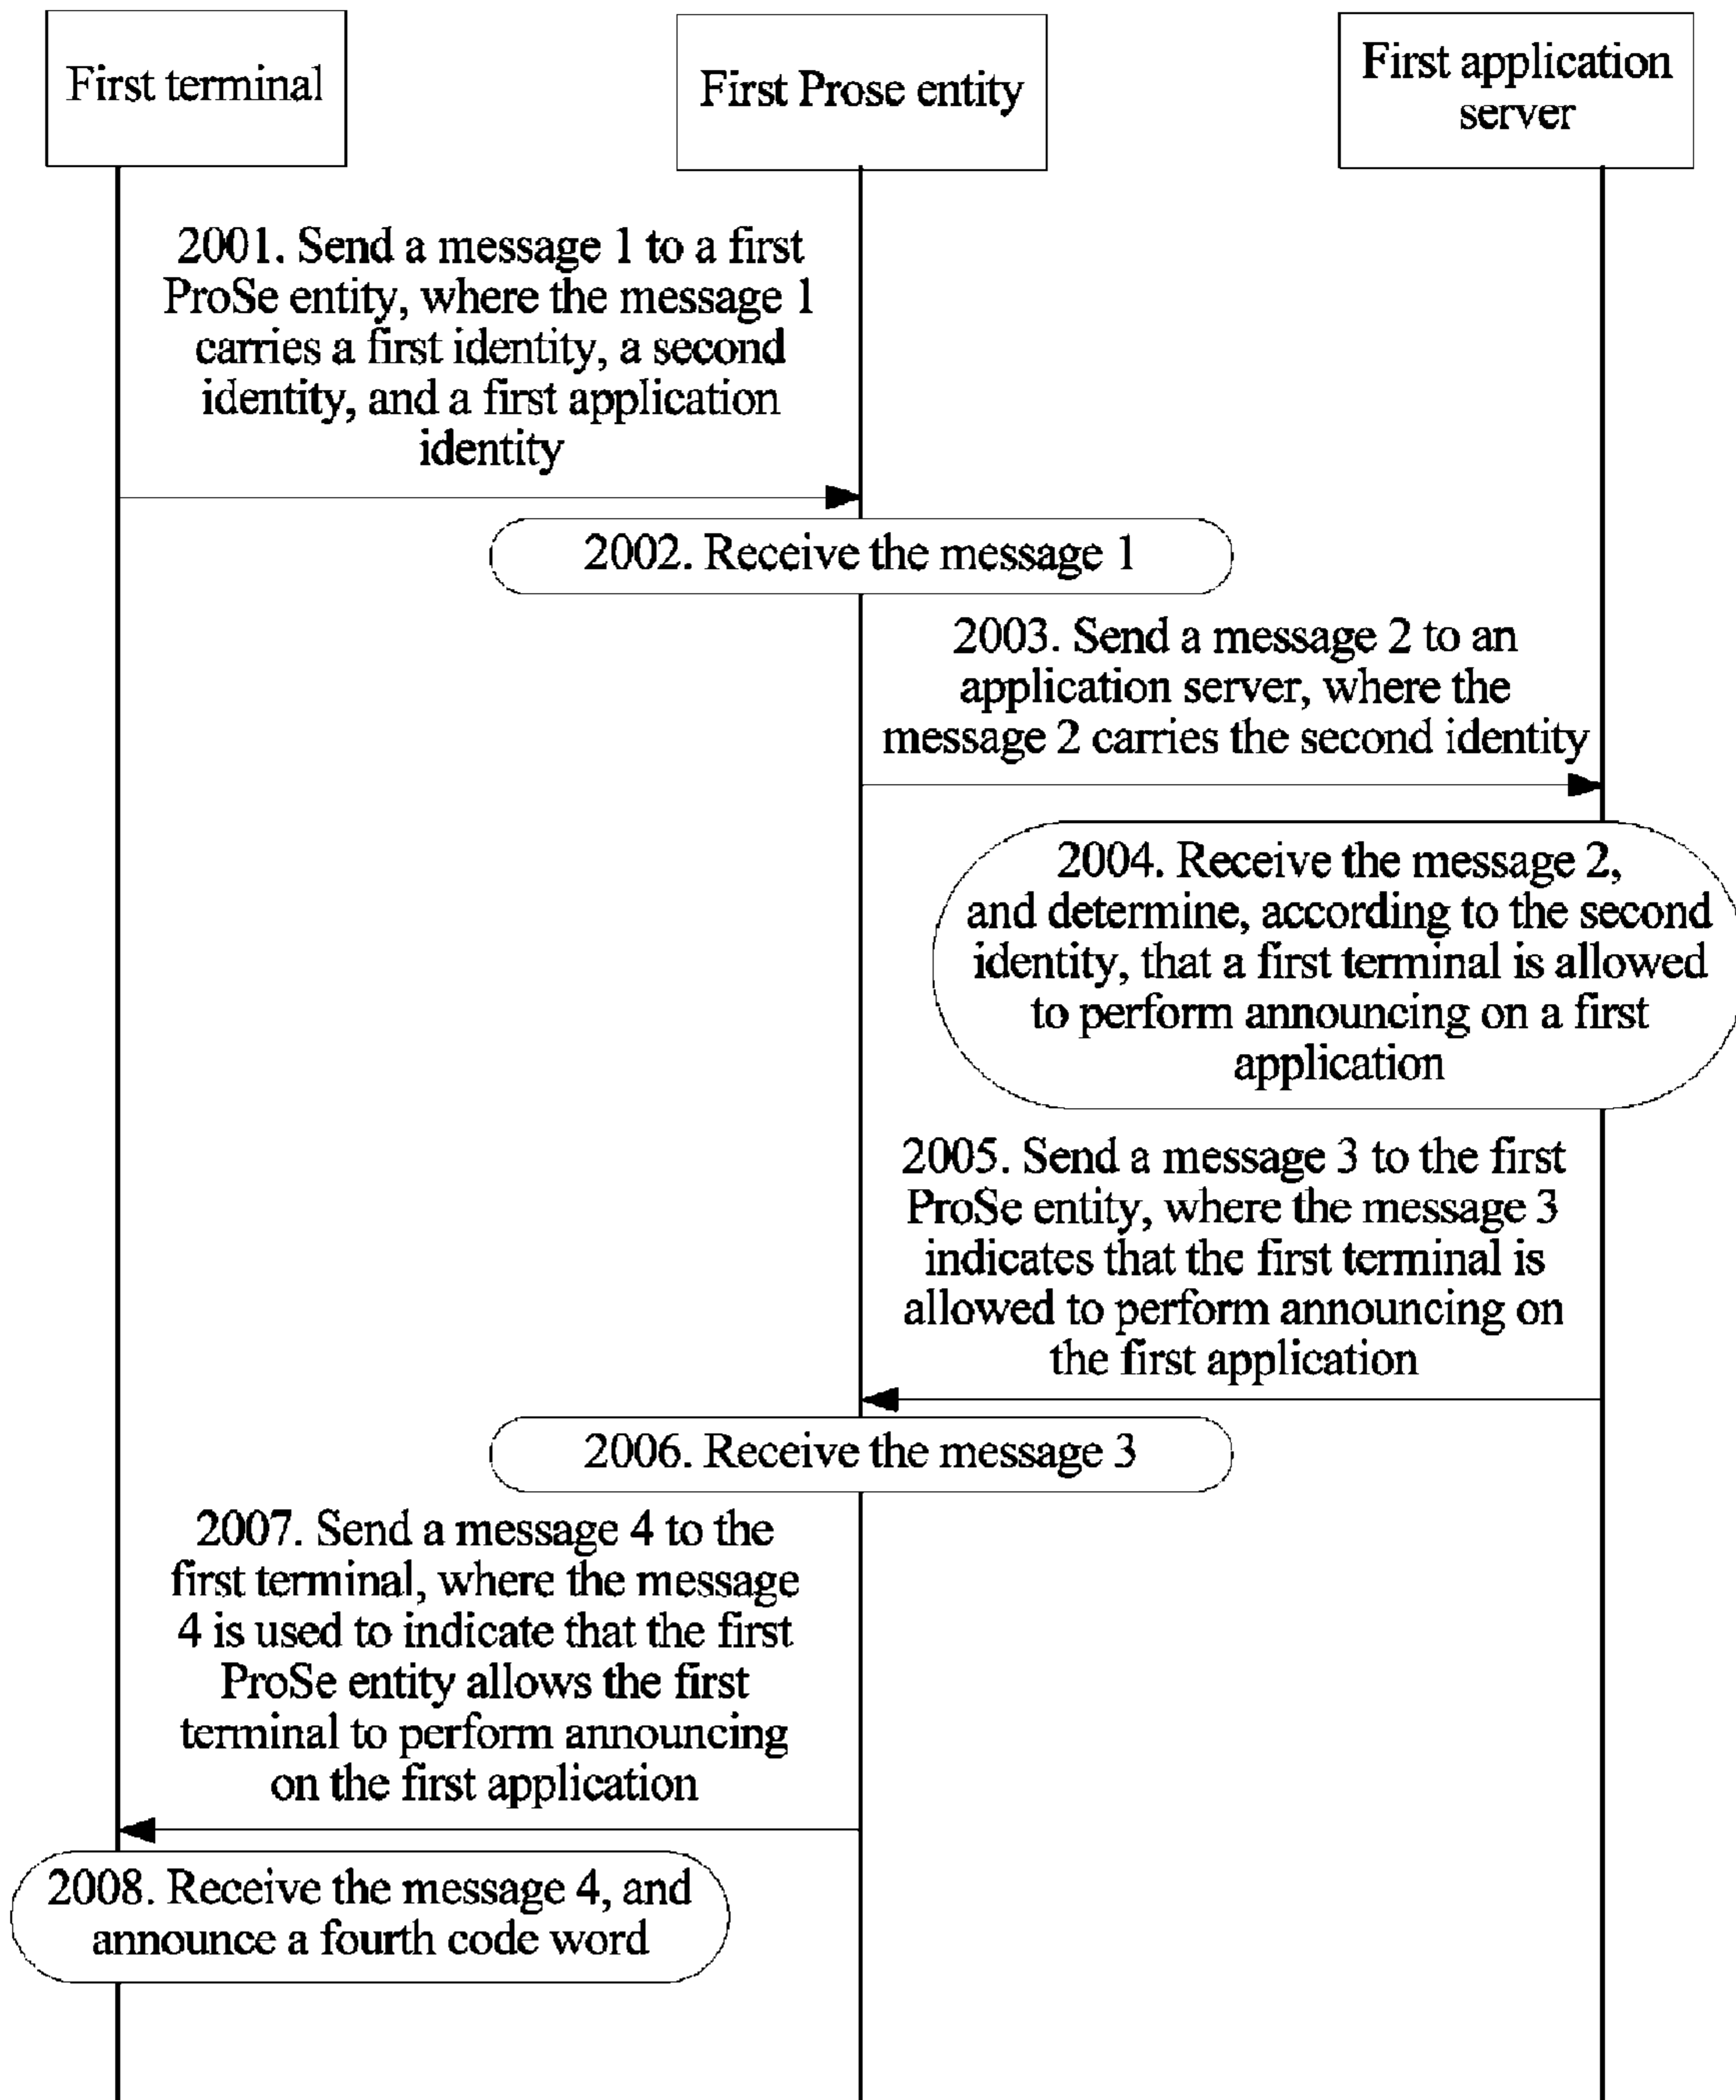 First terminal
First Prose entity
First application
server
2001. Send a message 1 to a first
ProSe entity, where the message 1
carries a first identity, a second
identity, and a first application
identity
2002. Receive the message 1
2003. Send a message 2 to an
application server, where the
message 2 carries the second identity
2004. Receive the message 2,
and determine, according to the second
identity, that a first terminal is allowed
to perform announcing on a first
application
2005. Send a message 3 to the first
ProSe entity, where the message 3
indicates that the first terminal is
allowed to perform announcing on
the first application
2006. Receive the message 3
2007. Send a message 4 to the
first terminal, where the message
4 is used to indicate that the first
ProSe entity allows the first
terminal to perform announcing
on the first application
2008. Receive the message 4, and
announce a fourth code word